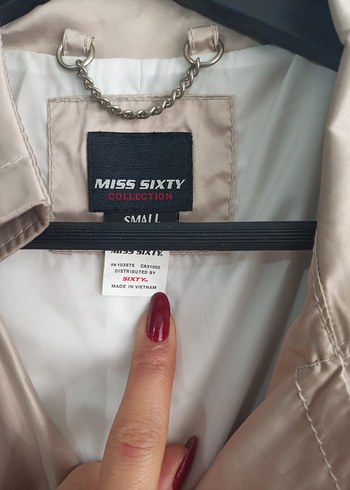 MISS SIXTY
COLLECTION
SMALL
MISS SIXTY
DISTRIBUTED BY
SIXTY
MADE IN VIETNAM